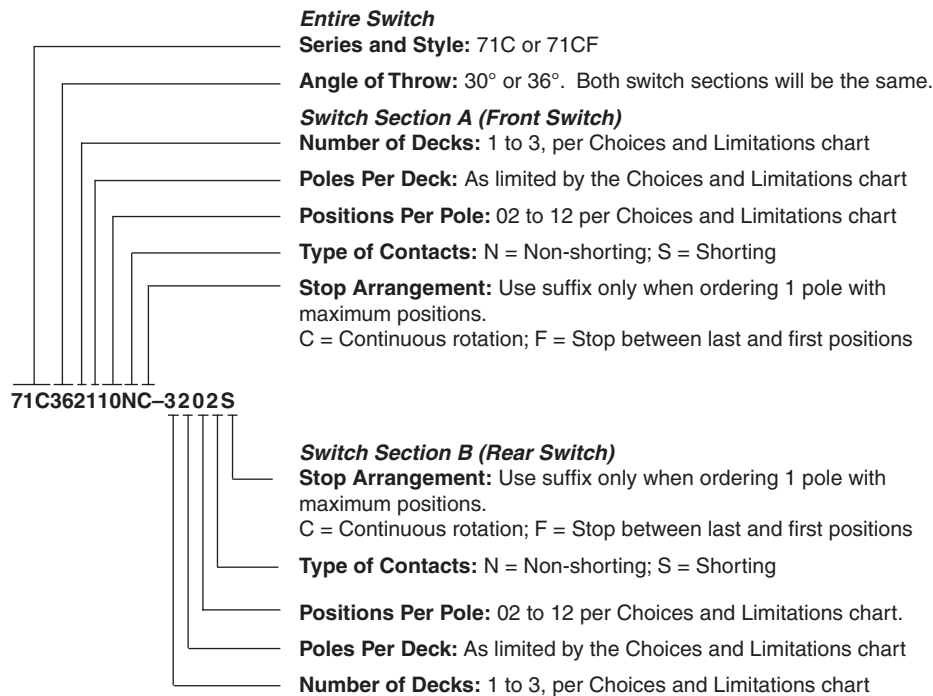 Entire Switch
Series and Style: 71C or 71CF
Angle of Throw: 30° or 36°. Both switch sections will be the same.
Switch Section A (Front Switch)
Number of Decks: 1 to 3, per Choices and Limitations chart
Poles Per Deck: As limited by the Choices and Limitations chart
Positions Per Pole: 02 to 12 per Choices and Limitations chart
Type of Contacts: N = Non-shorting; S = Shorting
Stop Arrangement: Use suffix only when ordering 1 pole with
maximum positions.
C = Continuous rotation; F = Stop between last and first positions
71C362110NC–3202S
Switch Section B (Rear Switch)
Stop Arrangement: Use suffix only when ordering 1 pole with
maximum positions.
C = Continuous rotation; F = Stop between last and first positions
Type of Contacts: N = Non-shorting; S = Shorting
Positions Per Pole: 02 to 12 per Choices and Limitations chart.
Poles Per Deck: As limited by the Choices and Limitations chart
Number of Decks: 1 to 3, per Choices and Limitations chart